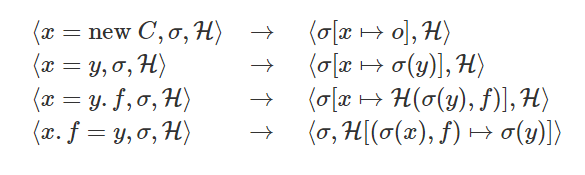 ⟨x = new C, σ, ℋ⟩ → ⟨σ[x ↦ o], ℋ⟩
⟨x = y, σ, ℋ⟩ → ⟨σ[x ↦ σ(y)], ℋ⟩
⟨x = y. f, σ, ℋ⟩ → ⟨σ[x ↦ ℋ(σ(y), f)], ℋ⟩
⟨x. f = y, σ, ℋ⟩ → ⟨σ, ℋ[(σ(x), f) ↦ σ(y)]⟩